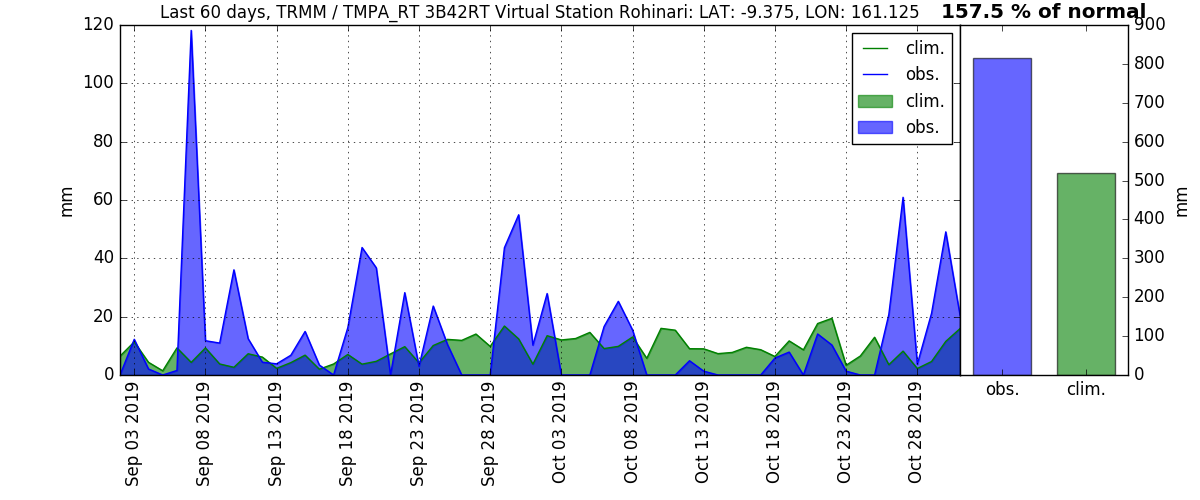 Last 60 days, TRMM / TMPA_RT 3B42RT Virtual Station Rohinari: LAT: -9.375, LON: 161.125
157.5 % of normal
120
100
80
60
40
20
0
mm
clim.
obs.
clim.
obs.
900
800
700
600
500
400
300
200
100
0
mm
Sep 03 2019
Sep 08 2019
Sep 13 2019
Sep 18 2019
Sep 23 2019
Sep 28 2019
Oct 03 2019
Oct 08 2019
Oct 13 2019
Oct 18 2019
Oct 23 2019
Oct 28 2019
obs.
clim.